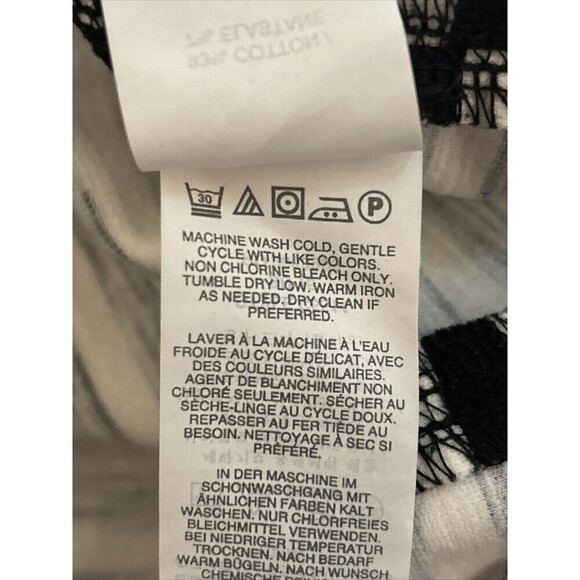 93% COTTON /
7% ELASTANE
30 P
MACHINE WASH COLD, GENTLE
CYCLE WITH LIKE COLORS.
NON CHLORINE BLEACH ONLY.
TUMBLE DRY LOW. WARM IRON
AS NEEDED. DRY CLEAN IF
PREFERRED.
LAVER À LA MACHINE À L'EAU
FROIDE AU CYCLE DÉLICAT, AVEC
DES COULEURS SIMILAIRES.
AGENT DE BLANCHIMENT NON
CHLORÉ SEULEMENT. SÉCHER AU
SÈCHE-LINGE AU CYCLE DOUX.
REPASSER AU FER TIÈDE AU
BESOIN. NETTOYAGE À SEC SI
PRÉFÉRÉ.
IN DER MASCHINE IM
SCHONWASCHGANG MIT
ÄHNLICHEN FARBEN KALT
WASCHEN. NUR CHLORFREIES
BLEICHMITTEL VERWENDEN.
BEI NIEDRIGER TEMPERATUR
TROCKNEN. NACH BEDARF
WARM BÜGELN. NACH WUNSCH
CHEMISCHE